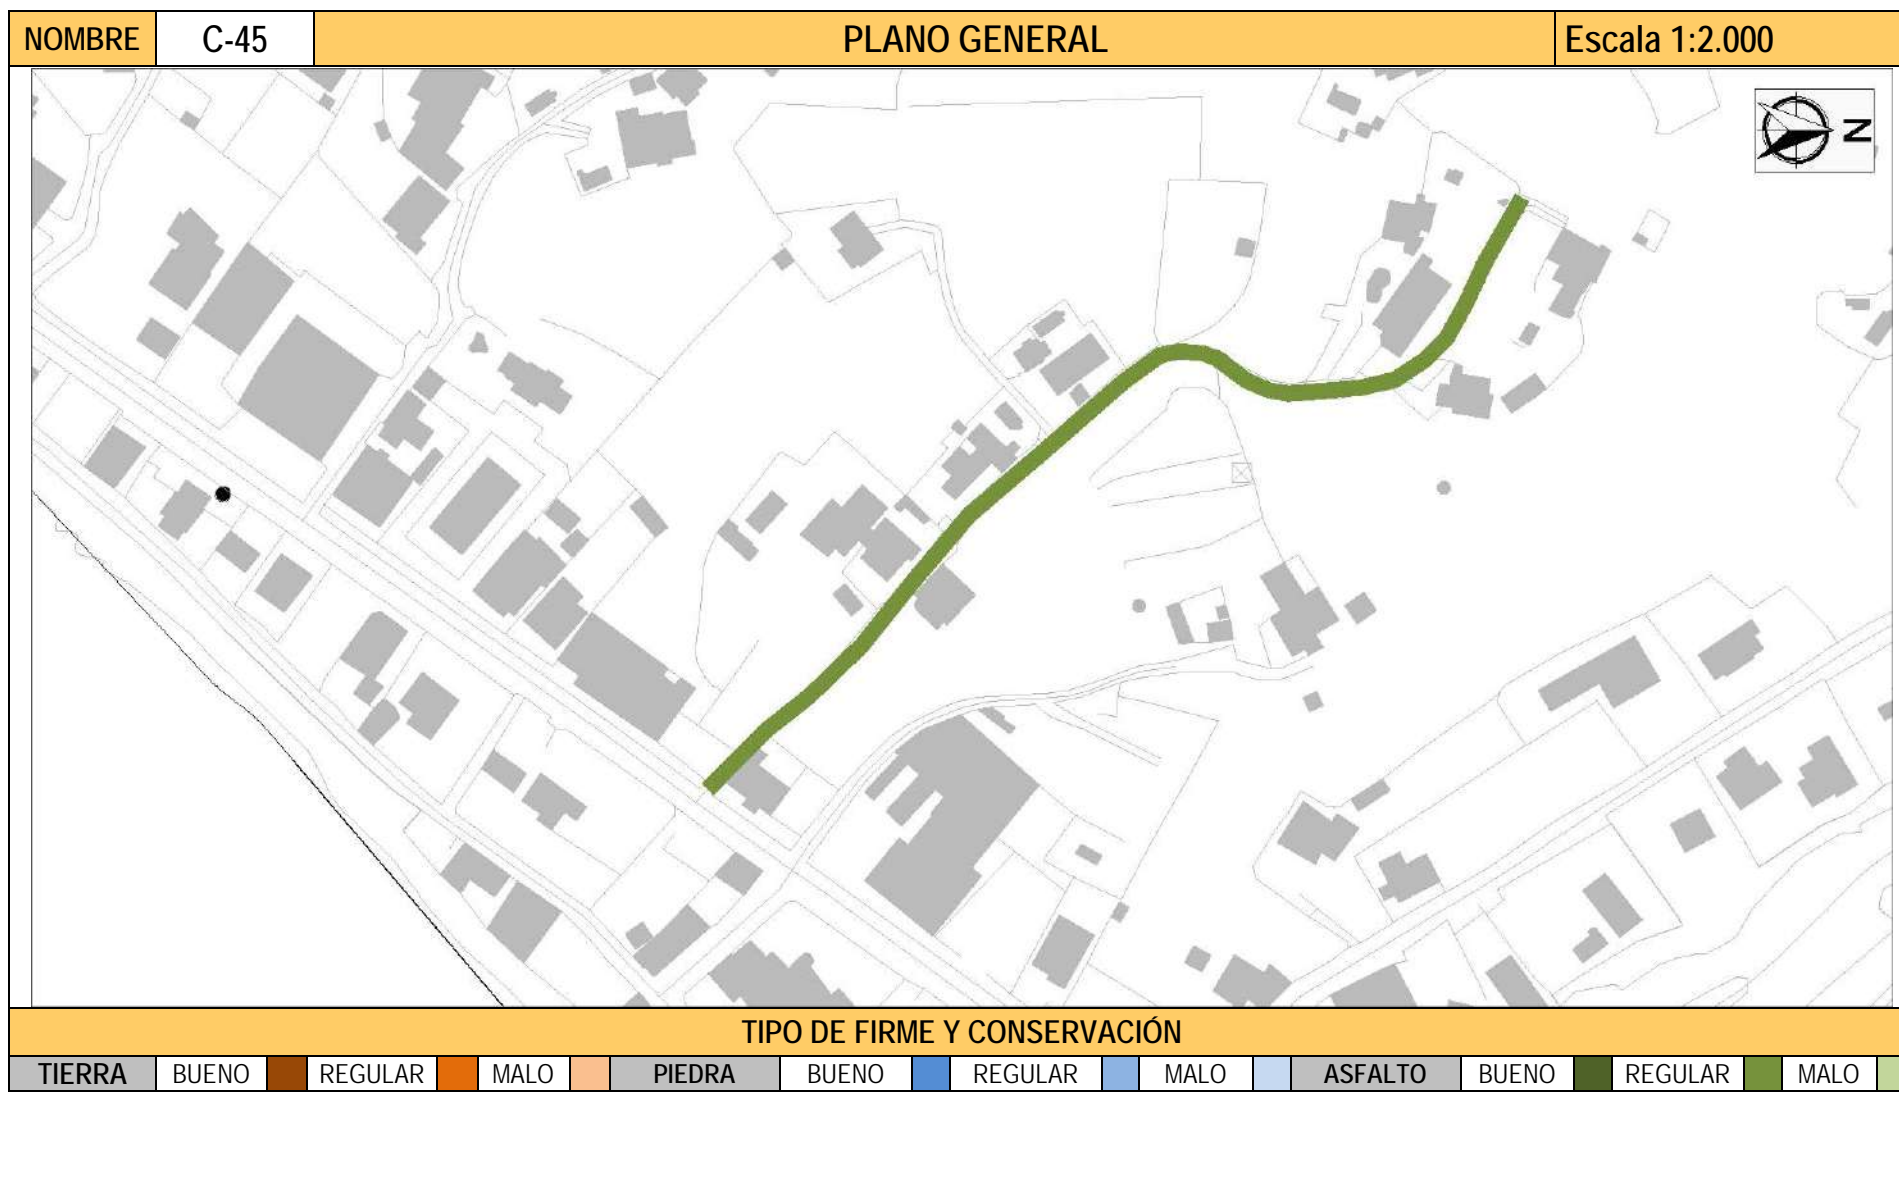 NOMBRE C-45 PLANO GENERAL Escala 1:2.000
N
TIPO DE FIRME Y CONSERVACIÓN
TIERRA BUENO REGULAR MALO PIEDRA BUENO REGULAR MALO ASFALTO BUENO REGULAR MALO